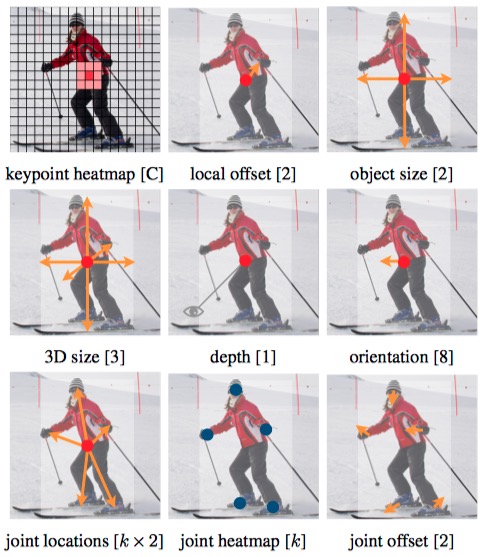 keypoint heatmap [C]
local offset [2]
object size [2]
3D size [3]
depth [1]
orientation [8]
joint locations [k × 2]
joint heatmap [k]
joint offset [2]